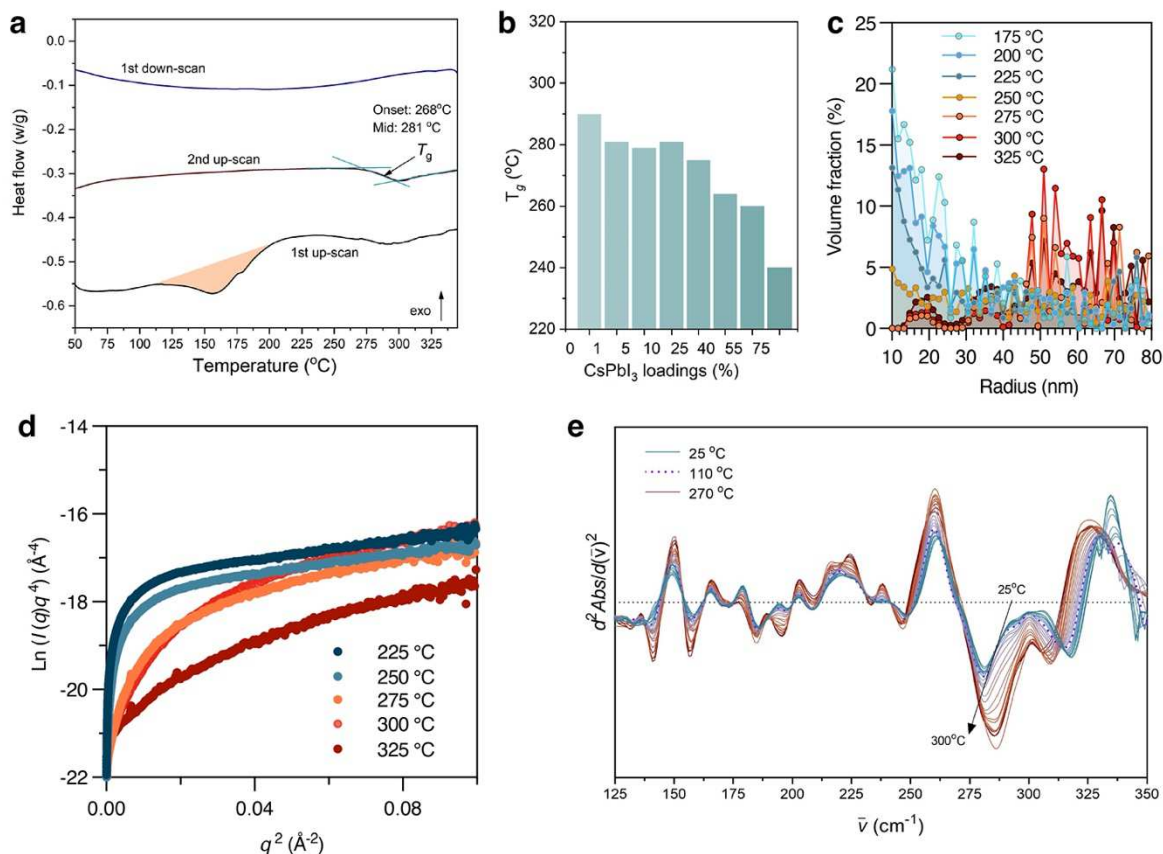 a
0.0
-0.1
-0.2
-0.3
-0.4
-0.5
-0.6
Heat flow (w/g)
1st down-scan
Onset: 268°C
Mid: 281 °C
2nd up-scan
Tg
1st up-scan
exo
50 75 100 125 150 175 200 225 250 275 300 325
Temperature (°C)
b
320
300
280
260
240
220
Tg (°C)
0 1 5 10 25 40 55 75
CsPbI3 loadings (%)
c
25
20
15
10
5
0
Volume fraction (%)
175 °C
200 °C
225 °C
250 °C
275 °C
300 °C
325 °C
10 20 30 40 50 60 70 80
Radius (nm)
d
-14
-16
-18
-20
-22
Ln (I(q)q⁴) (Å⁻⁴)
225 °C
250 °C
275 °C
300 °C
325 °C
0.00 0.04 0.08
q² (Å⁻²)
e
d² Abs/d(ν̄)²
25 °C
110 °C
270 °C
25°C
300°C
125 150 175 200 225 250 275 300 325 350
ν̄ (cm⁻¹)